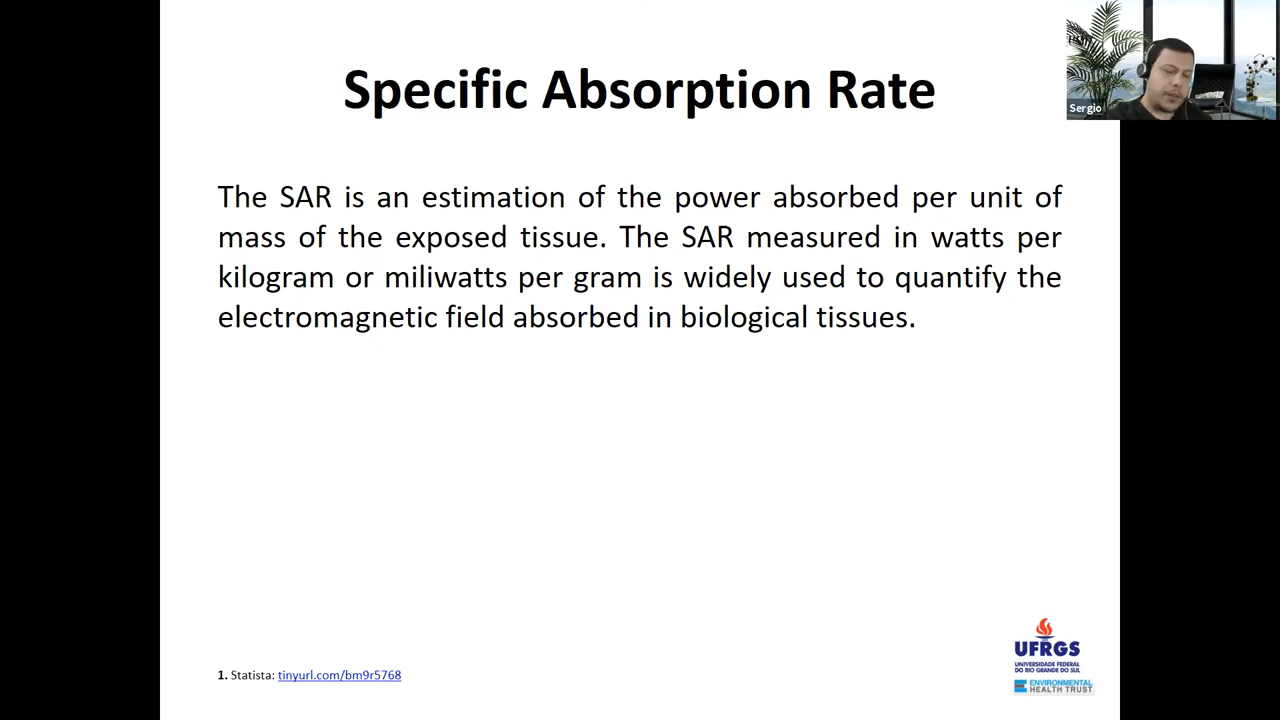 Specific Absorption Rate
Sergio
The SAR is an estimation of the power absorbed per unit of
mass of the exposed tissue. The SAR measured in watts per
kilogram or miliwatts per gram is widely used to quantify the
electromagnetic field absorbed in biological tissues.
1. Statista: tinyurl.com/bm9r5768
UFRGS
UNIVERSIDADE FEDERAL
DO RIO GRANDE DO SUL
ENVIRONMENTAL
HEALTH TRUST